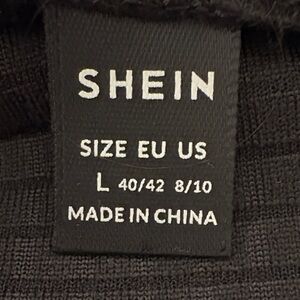 SHEIN
SIZE EU US
L 40/42 8/10
MADE IN CHINA